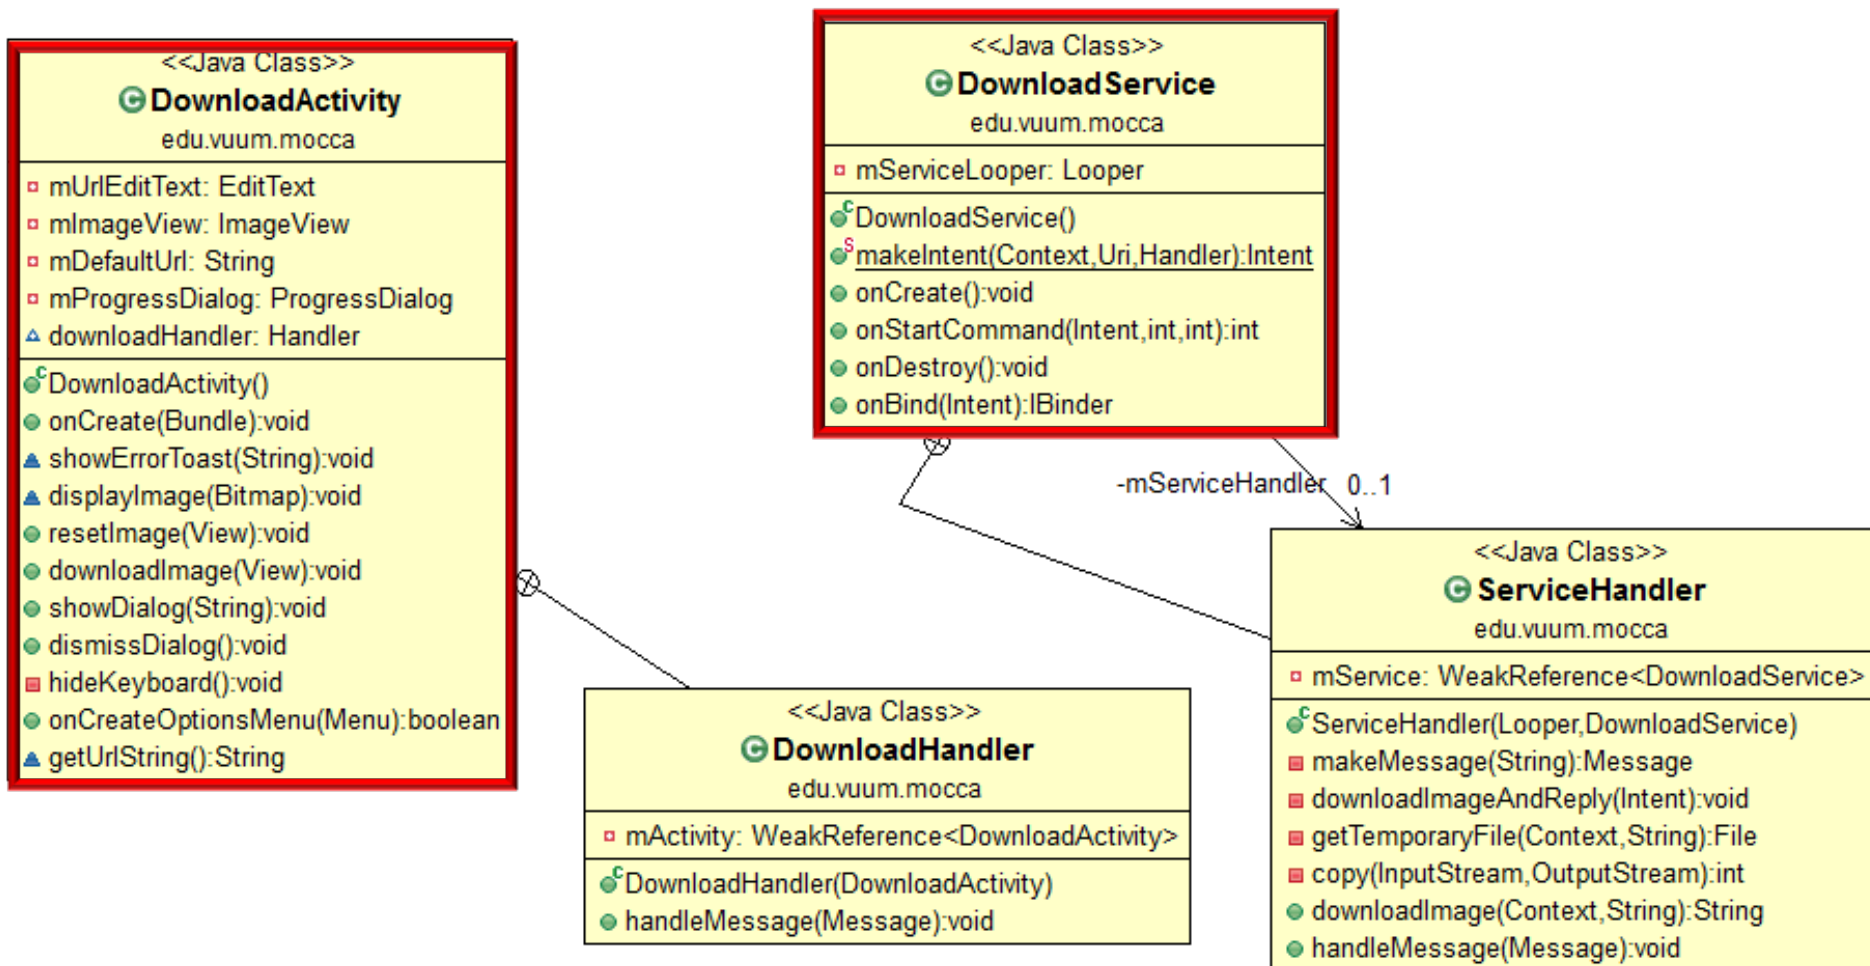 <<Java Class>>
DownloadActivity
edu.vuum.mocca
mUrlEditText: EditText
mImageView: ImageView
mDefaultUrl: String
mProgressDialog: ProgressDialog
downloadHandler: Handler
DownloadActivity()
onCreate(Bundle):void
showErrorToast(String):void
displayImage(Bitmap):void
resetImage(View):void
downloadImage(View):void
showDialog(String):void
dismissDialog():void
hideKeyboard():void
onCreateOptionsMenu(Menu):boolean
getUrlString():String
<<Java Class>>
DownloadService
edu.vuum.mocca
mServiceLooper: Looper
DownloadService()
makeIntent(Context,Uri,Handler):Intent
onCreate():void
onStartCommand(Intent,int,int):int
onDestroy():void
onBind(Intent):IBinder
-mServiceHandler 0..1
<<Java Class>>
DownloadHandler
edu.vuum.mocca
mActivity: WeakReference<DownloadActivity>
DownloadHandler(DownloadActivity)
handleMessage(Message):void
<<Java Class>>
ServiceHandler
edu.vuum.mocca
mService: WeakReference<DownloadService>
ServiceHandler(Looper,DownloadService)
makeMessage(String):Message
downloadImageAndReply(Intent):void
getTemporaryFile(Context,String):File
copy(InputStream,OutputStream):int
downloadImage(Context,String):String
handleMessage(Message):void